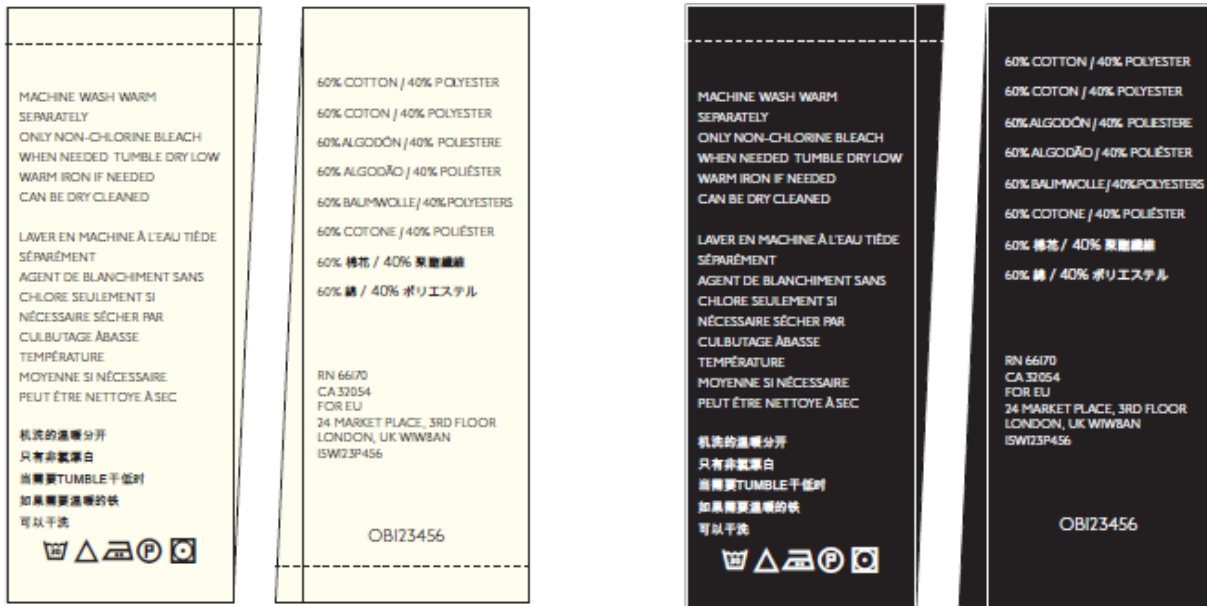 MACHINE WASH WARM
SEPARATELY
ONLY NON-CHLORINE BLEACH
WHEN NEEDED TUMBLE DRY LOW
WARM IRON IF NEEDED
CAN BE DRY CLEANED
LAVER EN MACHINE À L'EAU TIÈDE
SÉPARÉMENT
AGENT DE BLANCHIMENT SANS
CHLORE SEULEMENT SI
NÉCESSAIRE SÉCHER PAR
CULBUTAGE ÀBASSE
TEMPÉRATURE
MOYENNE SI NÉCESSAIRE
PEUT ÊTRE NETTOYE À SEC
机洗的溫暖分开
只有非氯漂白
当需要TUMBLE干低时
如果需要溫暖的铁
可以干洗
P
60% COTTON / 40% POLYESTER
60% COTON / 40% POLYESTER
60% ALGODÓN / 40% POLIESTERE
60% ALGODÃO / 40% POLIÉSTER
60% BAUMWOLLE/ 40%POLYESTERS
60% COTONE / 40% POLIÉSTER
60% 棉花 / 40% 聚酯纖維
60% 綿 / 40% ポリエステル
RN 66170
CA 32054
FOR EU
24 MARKET PLACE, 3RD FLOOR
LONDON, UK W1W8AN
15W123P456
OB123456
MACHINE WASH WARM
SEPARATELY
ONLY NON-CHLORINE BLEACH
WHEN NEEDED TUMBLE DRY LOW
WARM IRON IF NEEDED
CAN BE DRY CLEANED
LAVER EN MACHINE À L'EAU TIÈDE
SÉPARÉMENT
AGENT DE BLANCHIMENT SANS
CHLORE SEULEMENT SI
NÉCESSAIRE SÉCHER PAR
CULBUTAGE ÀBASSE
TEMPÉRATURE
MOYENNE SI NÉCESSAIRE
PEUT ÊTRE NETTOYE À SEC
机洗的溫暖分开
只有非氯漂白
当需要TUMBLE干低时
如果需要溫暖的铁
可以干洗
P
60% COTTON / 40% POLYESTER
60% COTON / 40% POLYESTER
60% ALGODÓN / 40% POLIESTERE
60% ALGODÃO / 40% POLIÉSTER
60% BAUMWOLLE/ 40%POLYESTERS
60% COTONE / 40% POLIÉSTER
60% 棉花 / 40% 聚酯纖維
60% 綿 / 40% ポリエステル
RN 66170
CA 32054
FOR EU
24 MARKET PLACE, 3RD FLOOR
LONDON, UK W1W8AN
15W123P456
OB123456